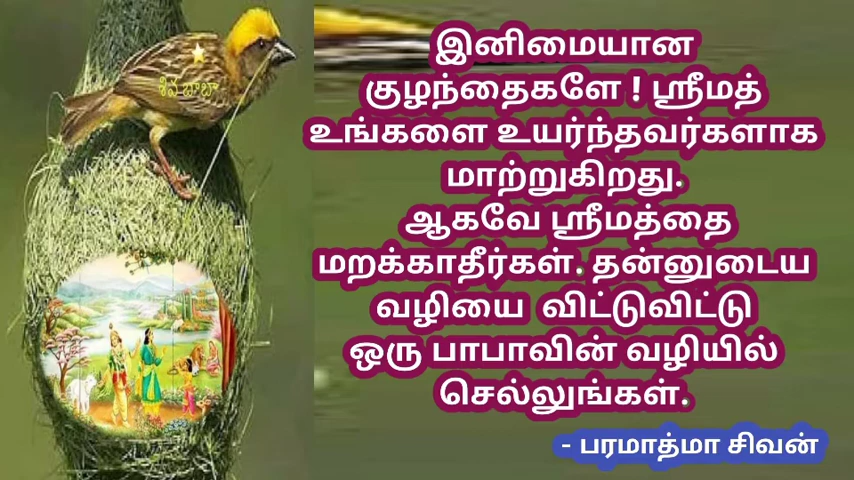 சிவ பாபா
இனிமையான
குழந்தைகளே ! ஸ்ரீமத்
உங்களை உயர்ந்தவர்களாக
மாற்றுகிறது.
ஆகவே ஸ்ரீமத்தை
மறக்காதீர்கள். தன்னுடைய
வழியை விட்டுவிட்டு
ஒரு பாபாவின் வழியில்
செல்லுங்கள்.
- பரமாத்மா சிவன்